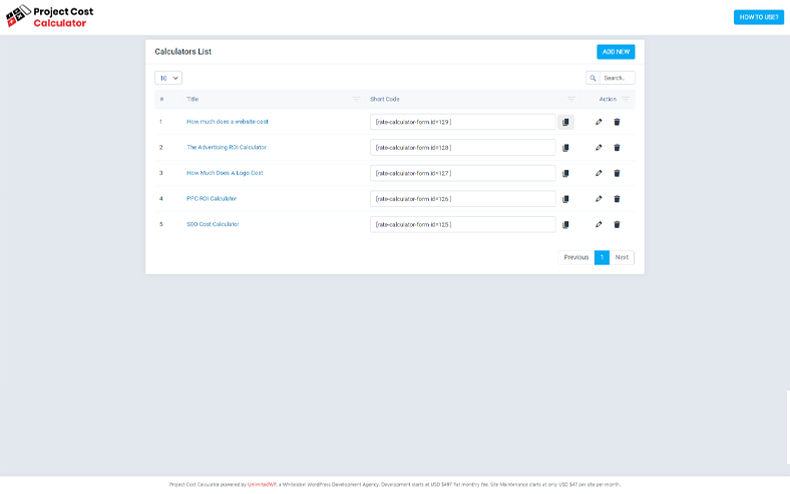 Project Cost
Calculator
HOW TO USE?
Calculators List
ADD NEW
10
Search..
# Title Short Code Action
1 How much does a website cost [rate-calculator-form id=129 ]
2 The Advertising ROI Calculator [rate-calculator-form id=128 ]
3 How Much Does A Logo Cost [rate-calculator-form id=127 ]
4 PPC ROI Calculator [rate-calculator-form id=126 ]
5 SEO Cost Calculator [rate-calculator-form id=125 ]
Previous 1 Next
Project Cost Calculator powered by UnlimitedWP, a Whitelabel WordPress Development Agency. Development starts at USD $497 flat monthly fee. Site Maintenance starts at only USD $47 per site per month.